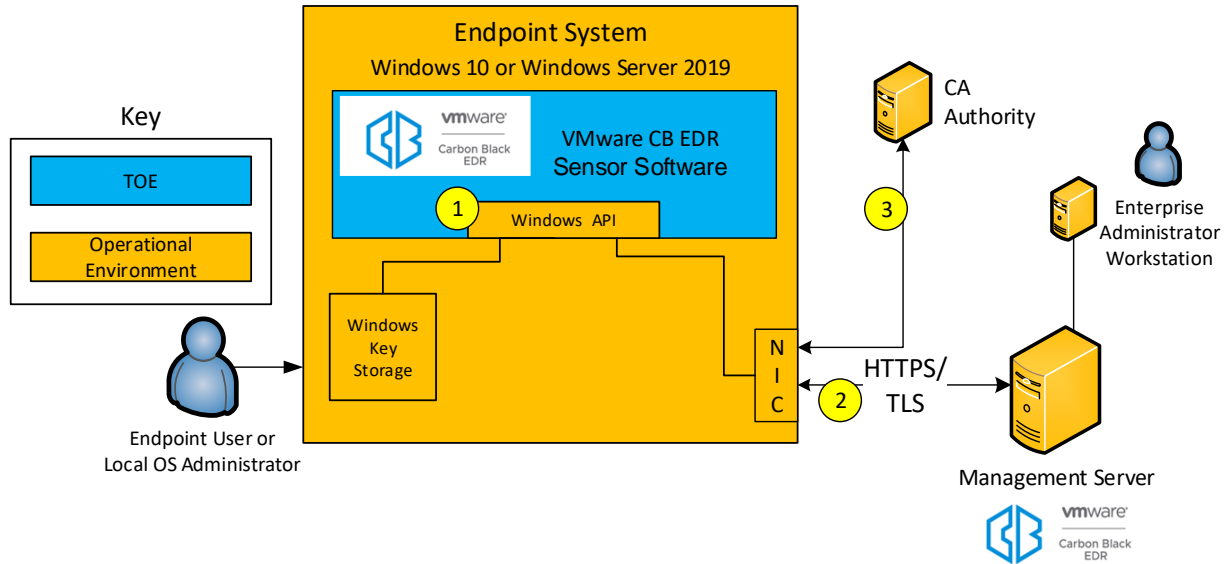 Key
TOE
Operational
Environment
Endpoint User or
Local OS Administrator
Endpoint System
Windows 10 or Windows Server 2019
vmware®
Carbon Black
EDR
VMware CB EDR
Sensor Software
1
Windows API
Windows
Key
Storage
N
I
C
3
CA
Authority
2
HTTPS/
TLS
Enterprise
Administrator
Workstation
Management Server
vmware®
Carbon Black
EDR